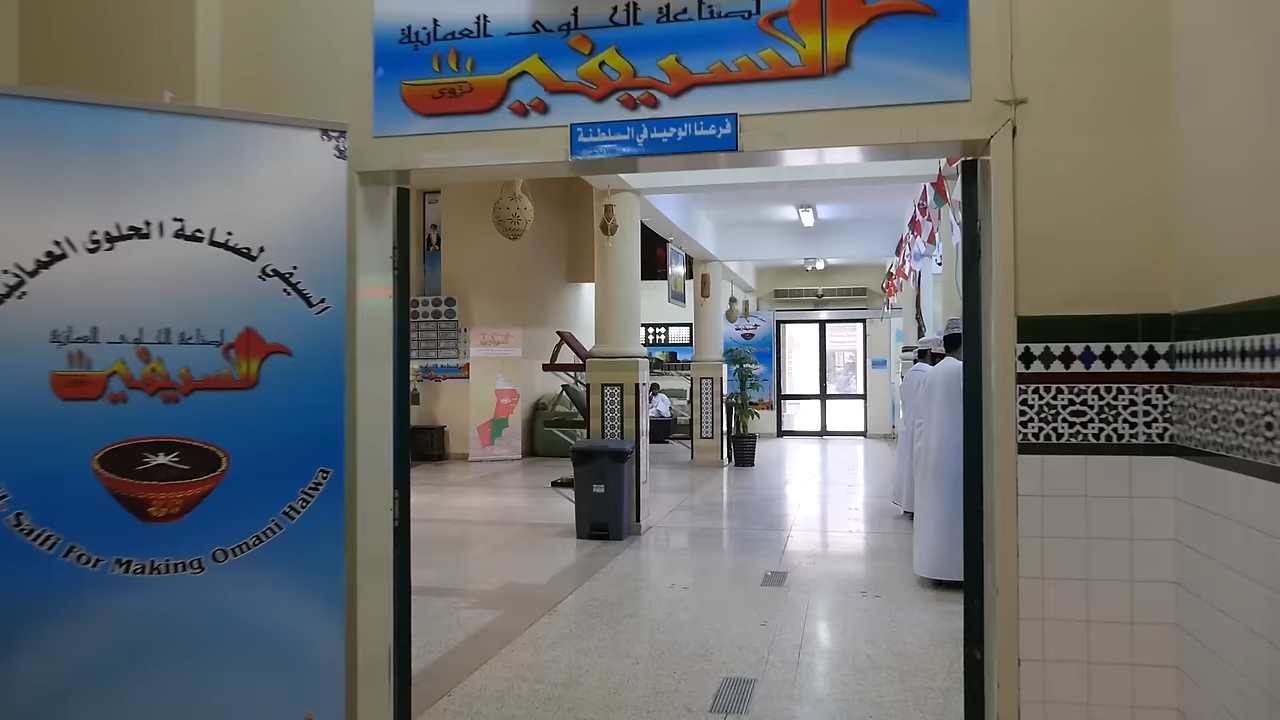 لصناعة الحلوى العمانية
السيفي
نزوى
فرعنا الوحيد في السلطنة
السيفي لصناعة الحلوى العمانية
لصناعة الحلوى العمانية
السيفي
Saifi For Making Omani Halwa